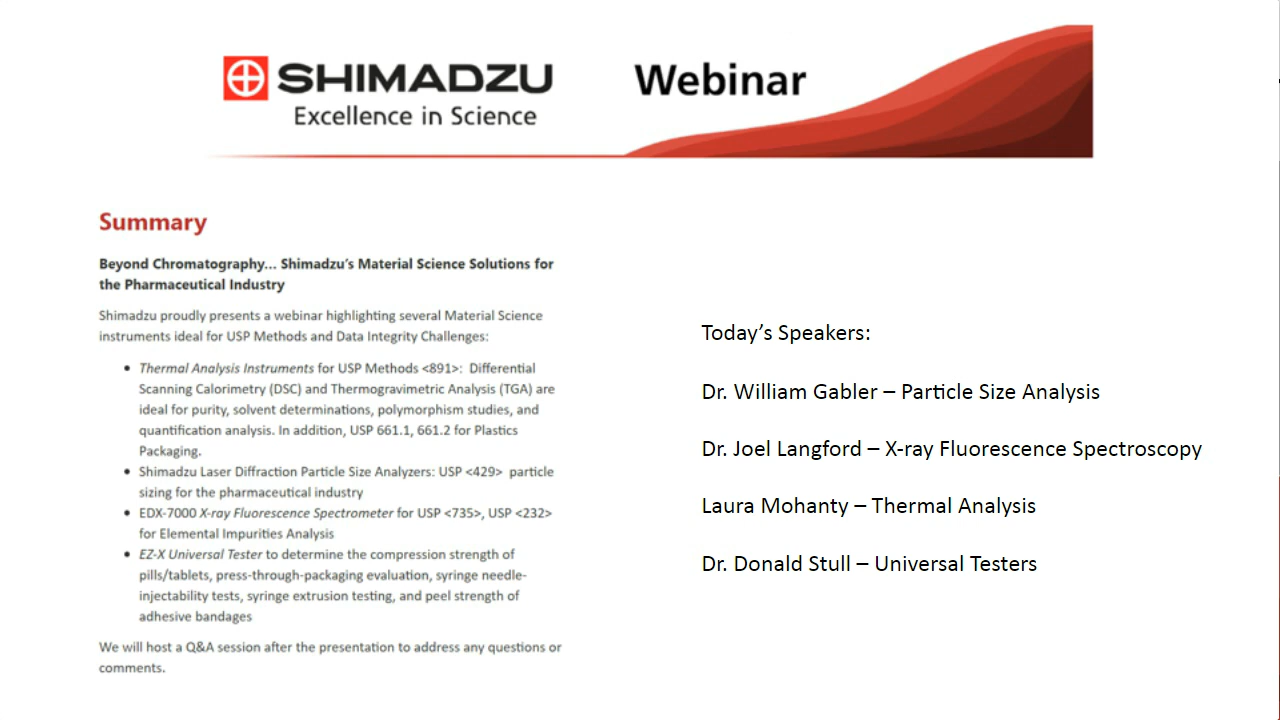 SHIMADZU
Excellence in Science
Webinar
Summary
Beyond Chromatography... Shimadzu's Material Science Solutions for
the Pharmaceutical Industry
Shimadzu proudly presents a webinar highlighting several Material Science
instruments ideal for USP Methods and Data Integrity Challenges:
• Thermal Analysis Instruments for USP Methods <891>: Differential
Scanning Calorimetry (DSC) and Thermogravimetric Analysis (TGA) are
ideal for purity, solvent determinations, polymorphism studies, and
quantification analysis. In addition, USP 661.1, 661.2 for Plastics
Packaging.
• Shimadzu Laser Diffraction Particle Size Analyzers: USP <429> particle
sizing for the pharmaceutical industry
• EDX-7000 X-ray Fluorescence Spectrometer for USP <735>, USP <232>
for Elemental Impurities Analysis
• EZ-X Universal Tester to determine the compression strength of
pills/tablets, press-through-packaging evaluation, syringe needle-
injectability tests, syringe extrusion testing, and peel strength of
adhesive bandages
We will host a Q&A session after the presentation to address any questions or
comments.
Today's Speakers:
Dr. William Gabler – Particle Size Analysis
Dr. Joel Langford – X-ray Fluorescence Spectroscopy
Laura Mohanty – Thermal Analysis
Dr. Donald Stull – Universal Testers